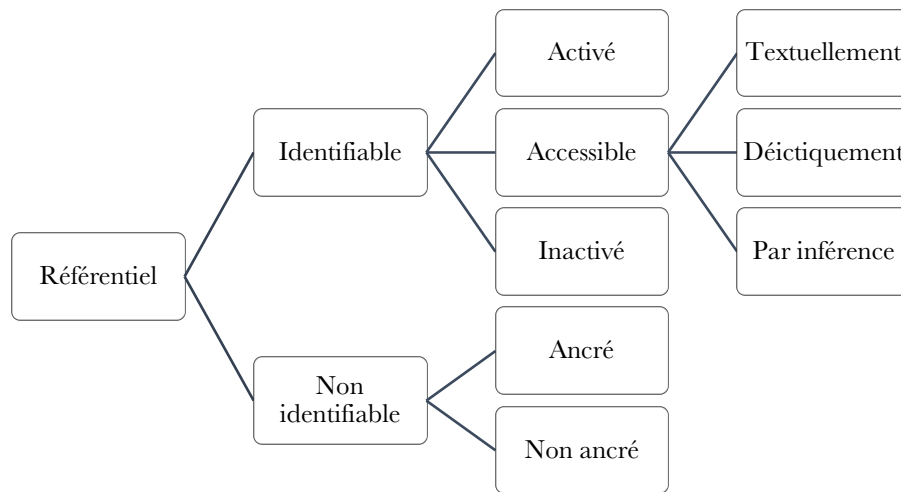 Activé
Textuellement
Identifiable
Accessible
Déictiquement
Référentiel
Inactivé
Par inférence
Ancré
Non
identifiable
Non ancré